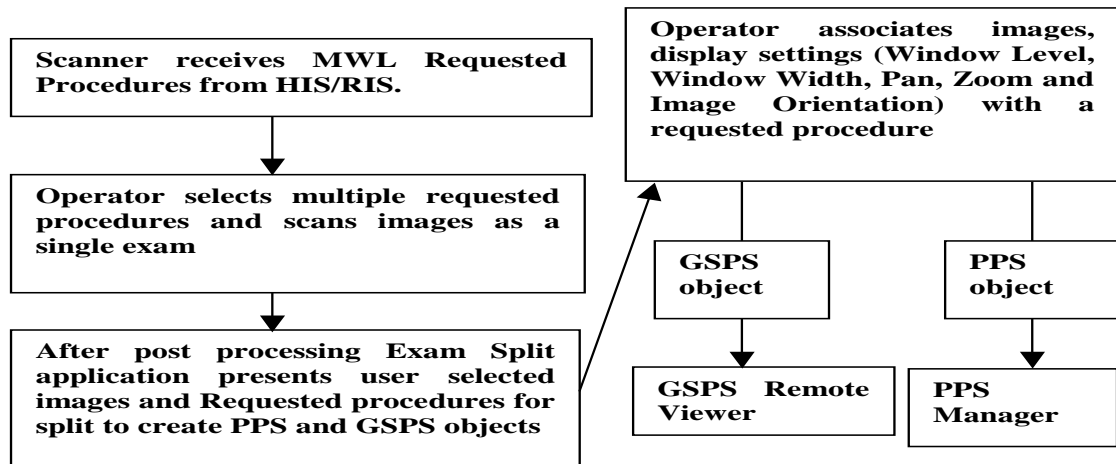 Scanner receives MWL Requested
Procedures from HIS/RIS.
Operator selects multiple requested
procedures and scans images as a
single exam
After post processing Exam Split
application presents user selected
images and Requested procedures for
split to create PPS and GSPS objects
Operator associates images,
display settings (Window Level,
Window Width, Pan, Zoom and
Image Orientation) with a
requested procedure
GSPS
object
PPS
object
GSPS Remote
Viewer
PPS
Manager